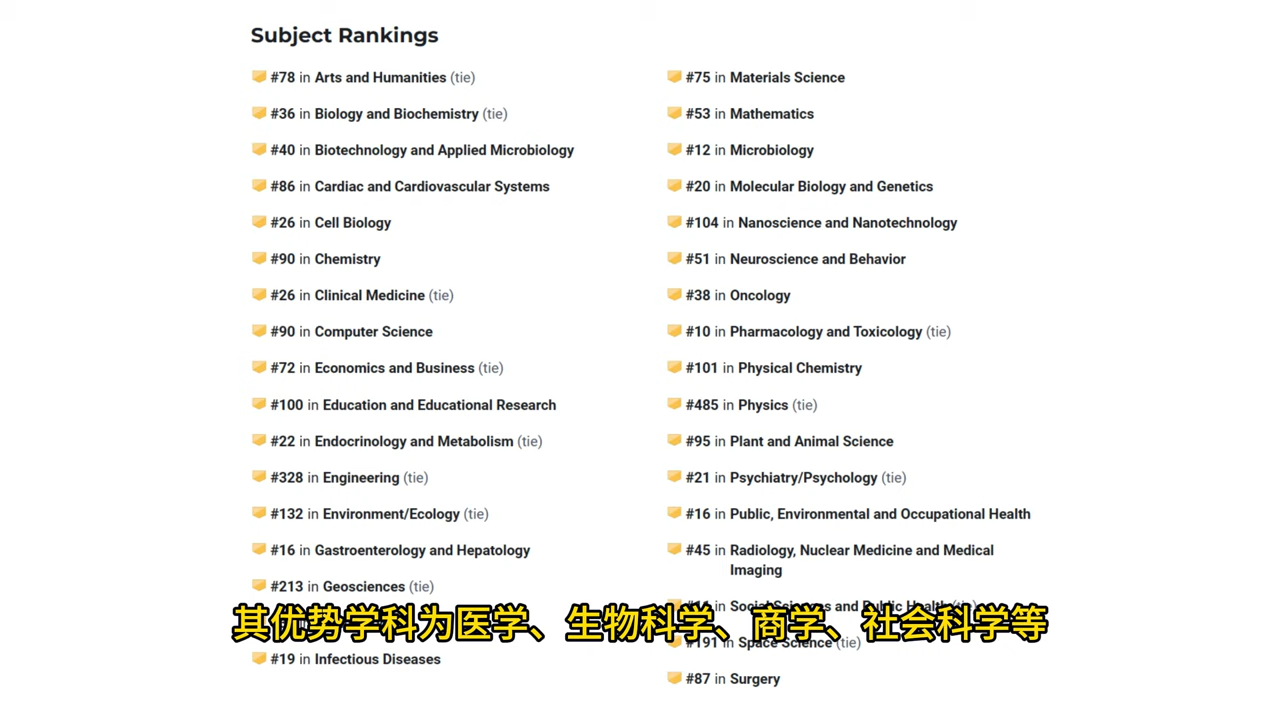 Subject Rankings
#78 in Arts and Humanities (tie)
#36 in Biology and Biochemistry (tie)
#40 in Biotechnology and Applied Microbiology
#86 in Cardiac and Cardiovascular Systems
#26 in Cell Biology
#90 in Chemistry
#26 in Clinical Medicine (tie)
#90 in Computer Science
#72 in Economics and Business (tie)
#100 in Education and Educational Research
#22 in Endocrinology and Metabolism (tie)
#328 in Engineering (tie)
#132 in Environment/Ecology (tie)
#16 in Gastroenterology and Hepatology
#213 in Geosciences (tie)
#19 in Infectious Diseases
#75 in Materials Science
#53 in Mathematics
#12 in Microbiology
#20 in Molecular Biology and Genetics
#104 in Nanoscience and Nanotechnology
#51 in Neuroscience and Behavior
#38 in Oncology
#10 in Pharmacology and Toxicology (tie)
#101 in Physical Chemistry
#485 in Physics (tie)
#95 in Plant and Animal Science
#21 in Psychiatry/Psychology (tie)
#16 in Public, Environmental and Occupational Health
#45 in Radiology, Nuclear Medicine and Medical
Imaging
in Social Sciences and Public Health (tie)
#191 in Space Science (tie)
#87 in Surgery
其优势学科为医学、生物科学、商学、社会科学等